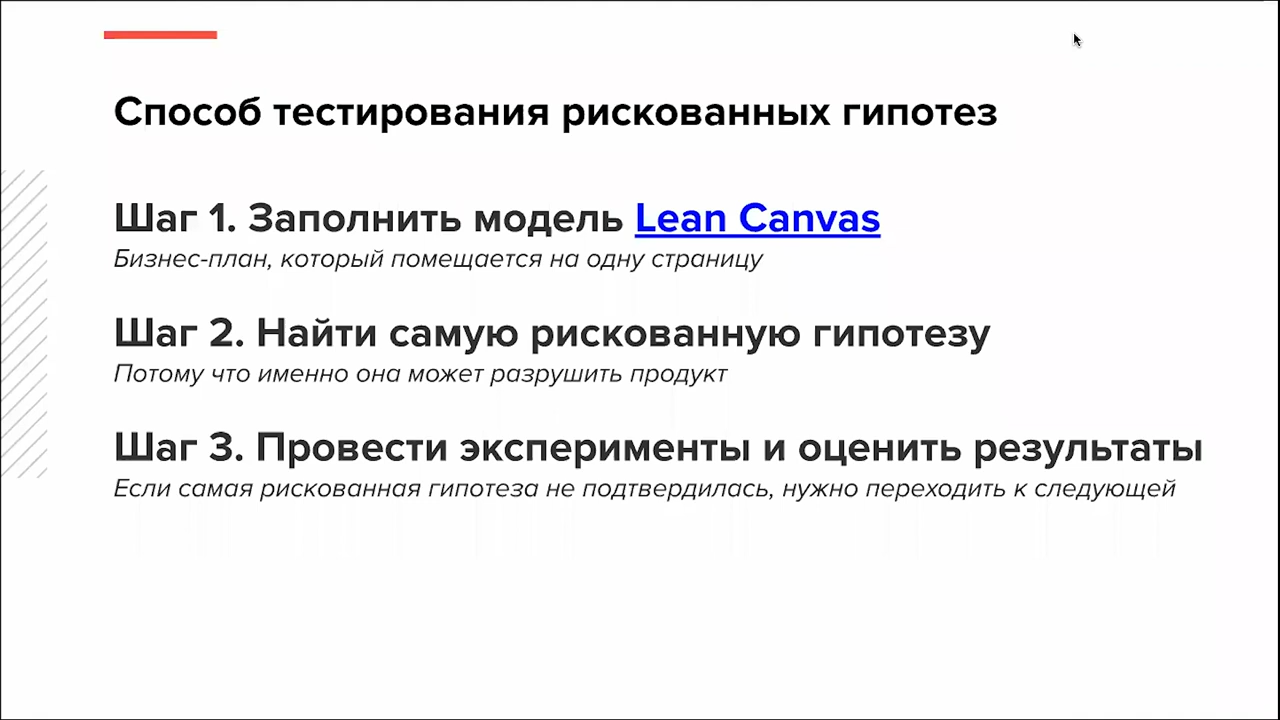 Способ тестирования рискованных гипотез
Шаг 1. Заполнить модель Lean Canvas
Бизнес-план, который помещается на одну страницу
Шаг 2. Найти самую рискованную гипотезу
Потому что именно она может разрушить продукт
Шаг 3. Провести эксперименты и оценить результаты
Если самая рискованная гипотеза не подтвердилась, нужно переходить к следующей